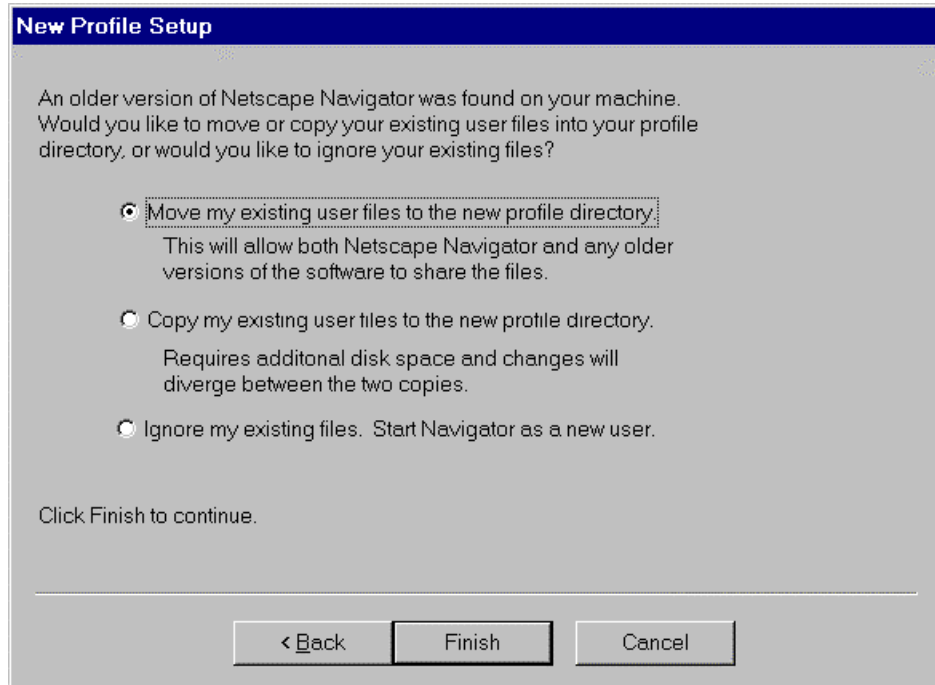 New Profile Setup
An older version of Netscape Navigator was found on your machine.
Would you like to move or copy your existing user files into your profile
directory, or would you like to ignore your existing files?
Move my existing user files to the new profile directory.
This will allow both Netscape Navigator and any older
versions of the software to share the files.
Copy my existing user files to the new profile directory.
Requires additonal disk space and changes will
diverge between the two copies.
Ignore my existing files.  Start Navigator as a new user.
Click Finish to continue.
< Back
Finish
Cancel